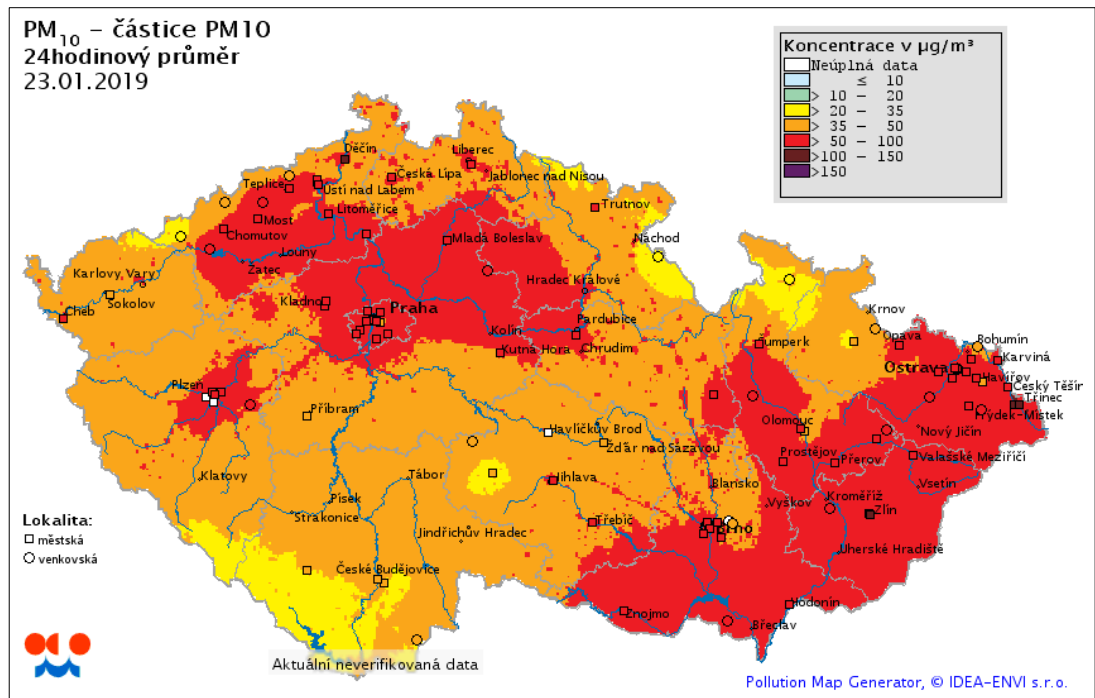 PM10 – částice PM10
24hodinový průměr
23.01.2019
Koncentrace v µg/m³
Neúplná data
≤ 10
> 10 – 20
> 20 – 35
> 35 – 50
> 50 – 100
>100 – 150
>150
Děčín
Liberec
Teplice
Česká Lípa
Jablonec nad Nisou
Ústí nad Labem
Litoměřice
Trutnov
Most
Chomutov
Mladá Boleslav
Náchod
Louny
Žatec
Karlovy Vary
Hradec Králové
Sokolov
Kladno
Praha
Krnov
Cheb
Pardubice
Kolín
Opava
Bohumín
Kutná Hora
Chrudim
Šumperk
Karviná
Ostrava
Havířov
Plzen
Český Těšír
Třinec
Příbram
Frýdek-Místek
Havlíčkův Brod
Olomouc
Nový Jičín
Žďár nad Sázavou
Prostějov
Přerov
Valašské Meziříčí
Klatovy
Tábor
Jihlava
Blansko
Vsetín
Písek
Vyškov
Kroměříž
Lokalita:
Strakonice
Zlín
městská
Jindřichův Hradec
Třebíč
Brno
venkovská
Uherské Hradiště
České Budějovice
Znojmo
Hodonín
Břeclav
Aktuální neverifikovaná data
Pollution Map Generator, © IDEA-ENVI s.r.o.